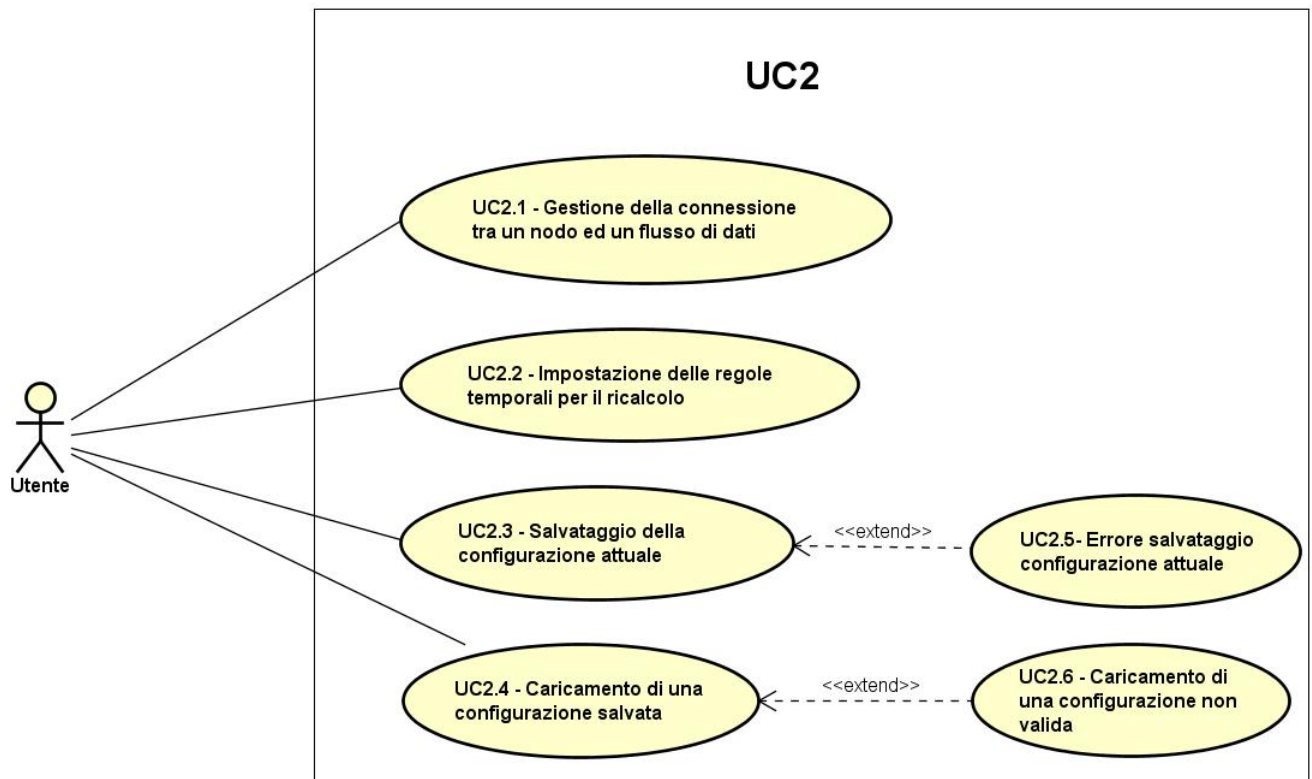 UC2
UC2.1 - Gestione della connessione
tra un nodo ed un flusso di dati
UC2.2 - Impostazione delle regole
temporali per il ricalcolo
Utente
UC2.3 - Salvataggio della
configurazione attuale
<<extend>>
UC2.5- Errore salvataggio
configurazione attuale
UC2.4 - Caricamento di una
configurazione salvata
<<extend>>
UC2.6 - Caricamento di
una configurazione non
valida